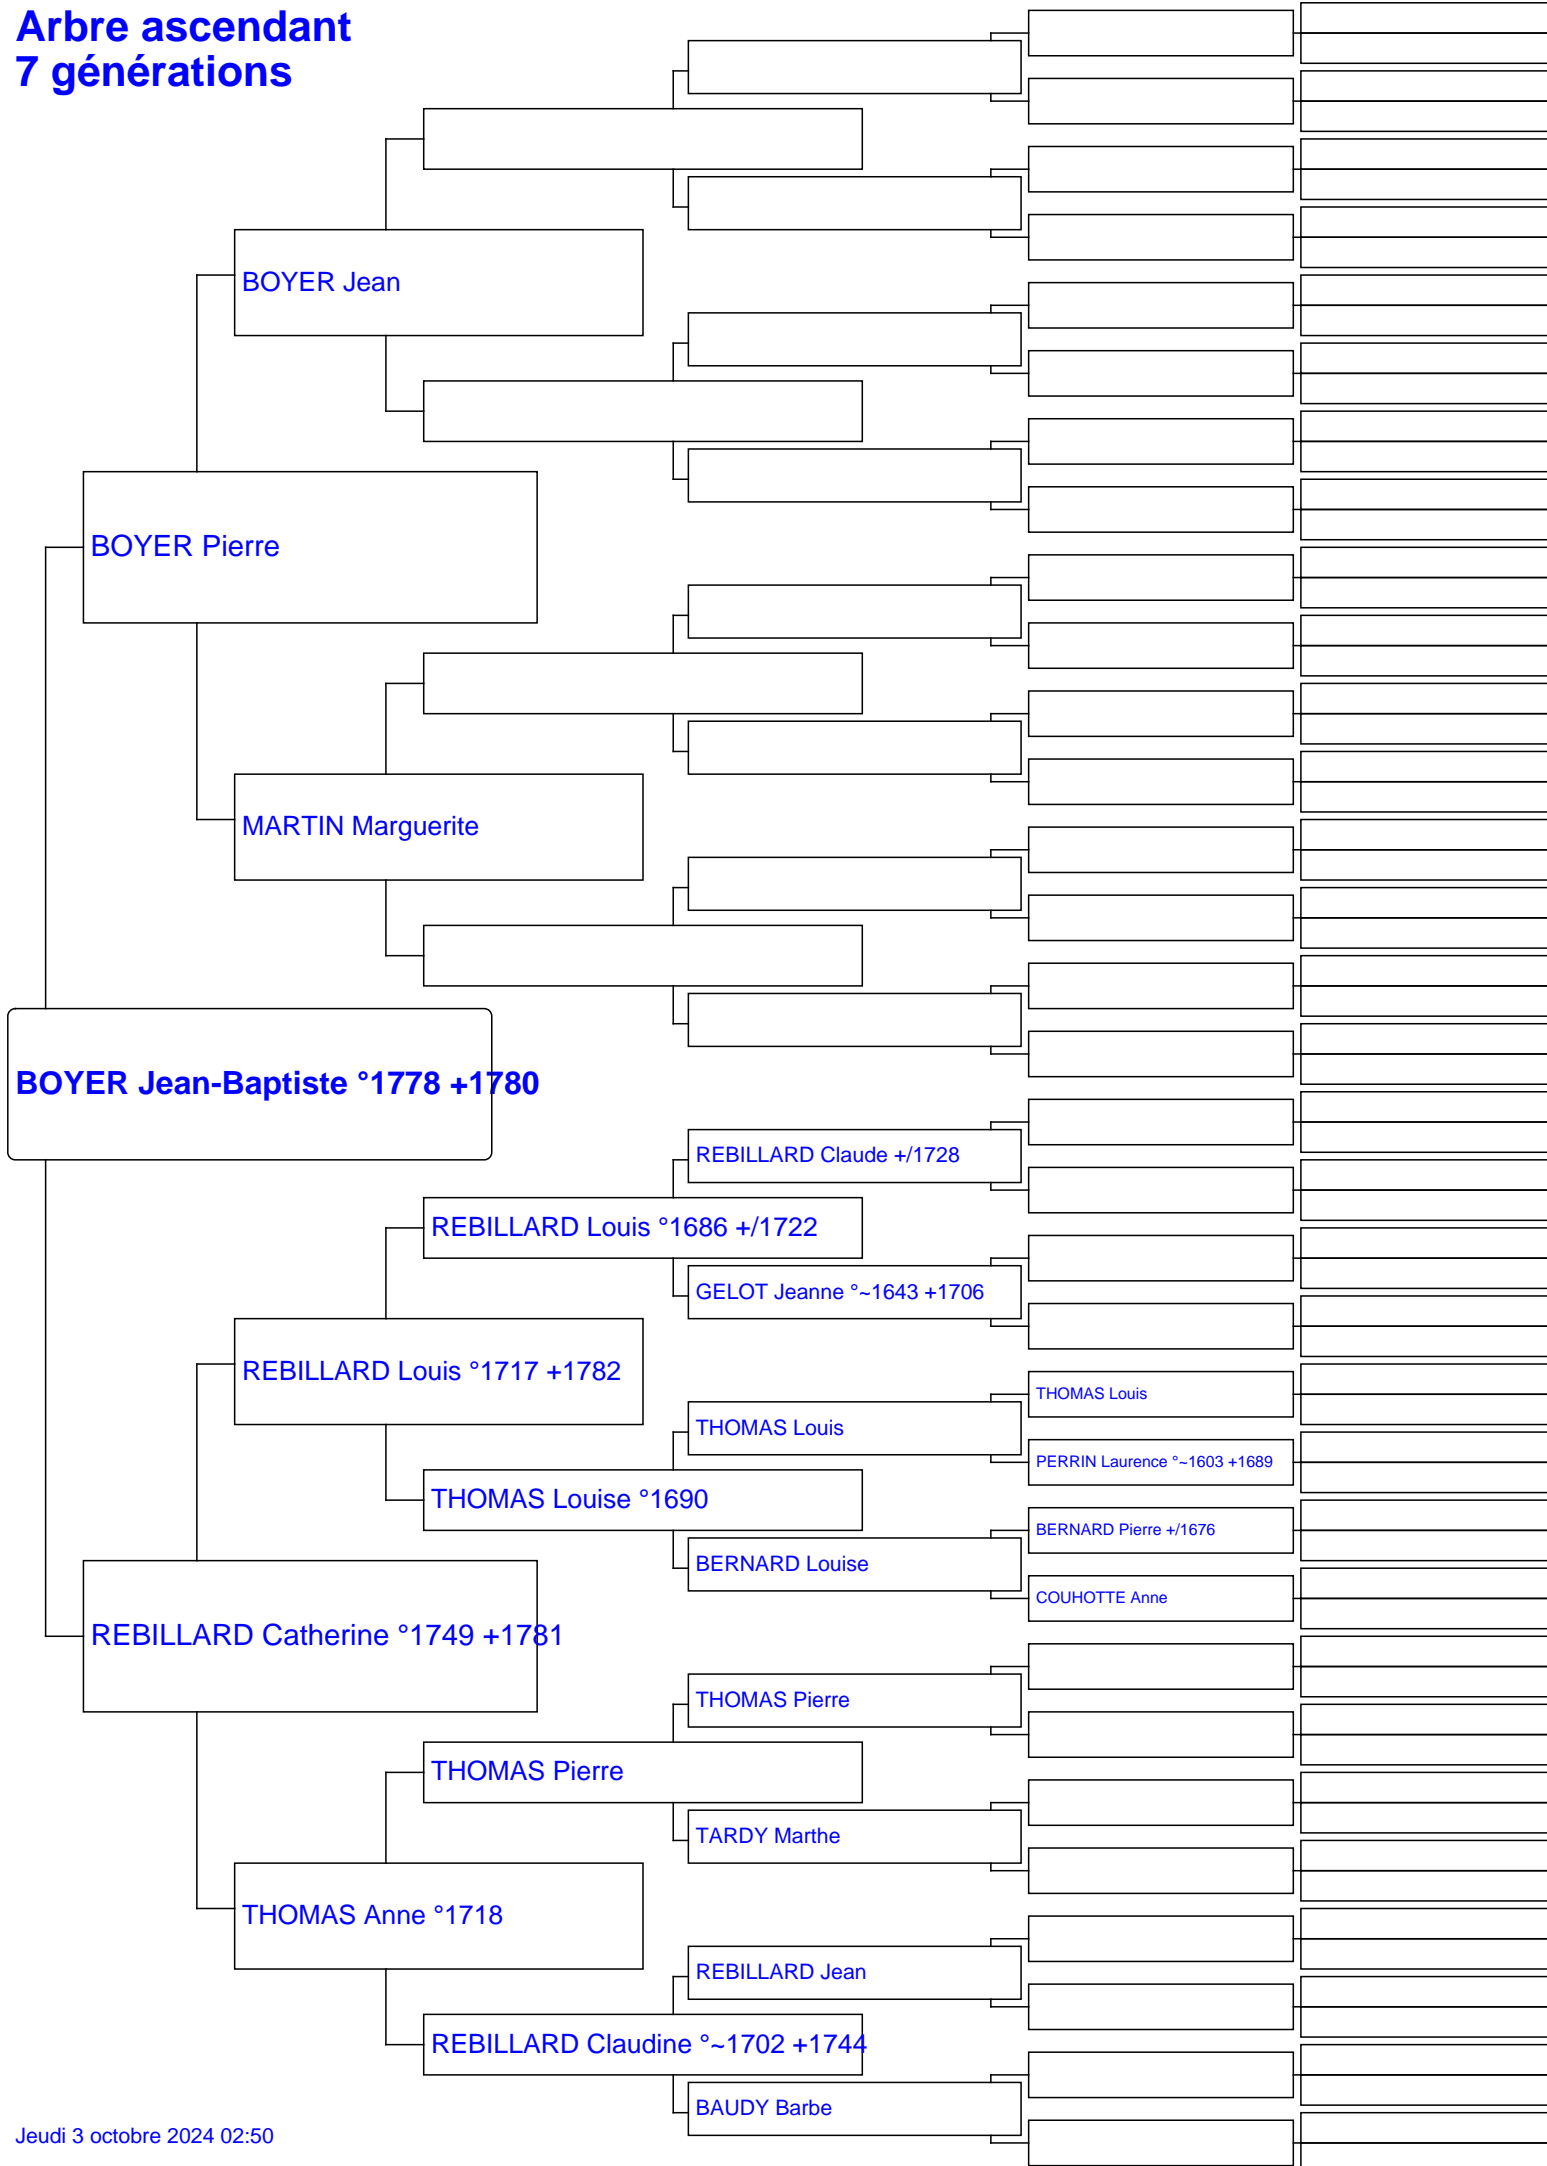 Arbre ascendant
7 générations
BOYER Jean
BOYER Pierre
MARTIN Marguerite
BOYER Jean-Baptiste °1778 +1780
REBILLARD Claude +/1728
REBILLARD Louis °1686 +/1722
GELOT Jeanne °~1643 +1706
REBILLARD Louis °1717 +1782
THOMAS Louis
THOMAS Louis
PERRIN Laurence °~1603 +1689
THOMAS Louise °1690
BERNARD Pierre +/1676
BERNARD Louise
COUHOTTE Anne
REBILLARD Catherine °1749 +1781
THOMAS Pierre
THOMAS Pierre
TARDY Marthe
THOMAS Anne °1718
REBILLARD Jean
REBILLARD Claudine °~1702 +1744
BAUDY Barbe
Jeudi 3 octobre 2024 02:50